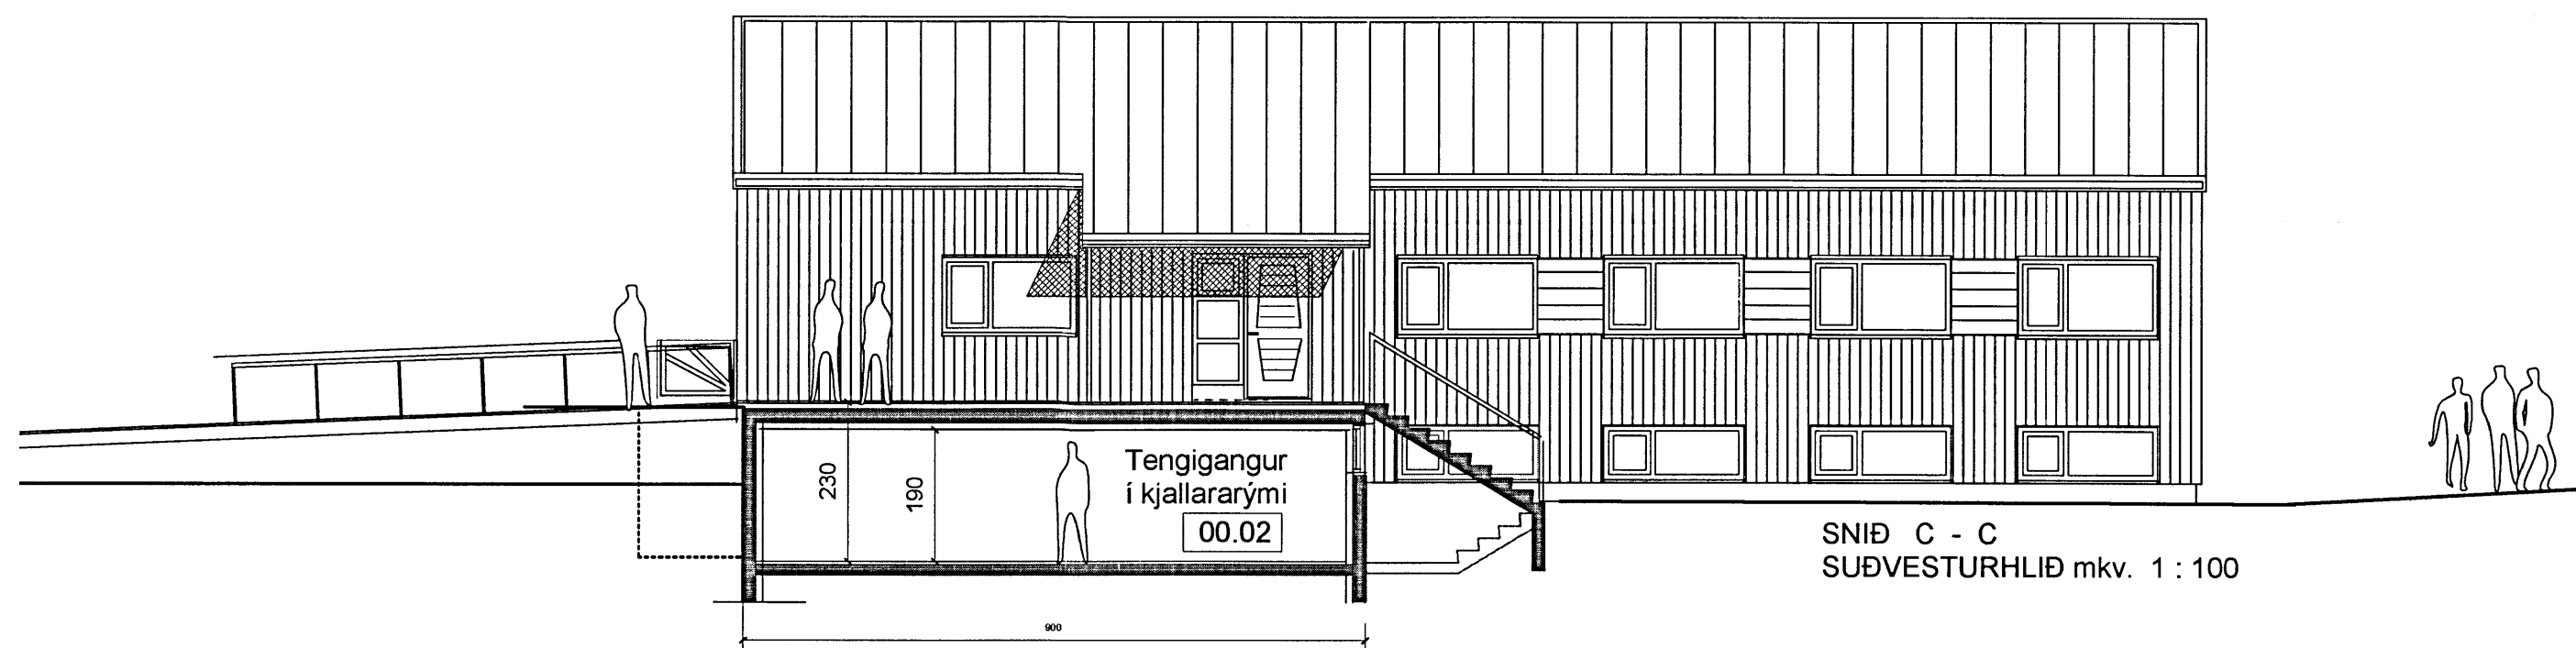 230
190
Tengigangur
í kjallararými
00.02
SNIÐ C - C
SUÐVESTURHLIÐ mkv. 1 : 100
900